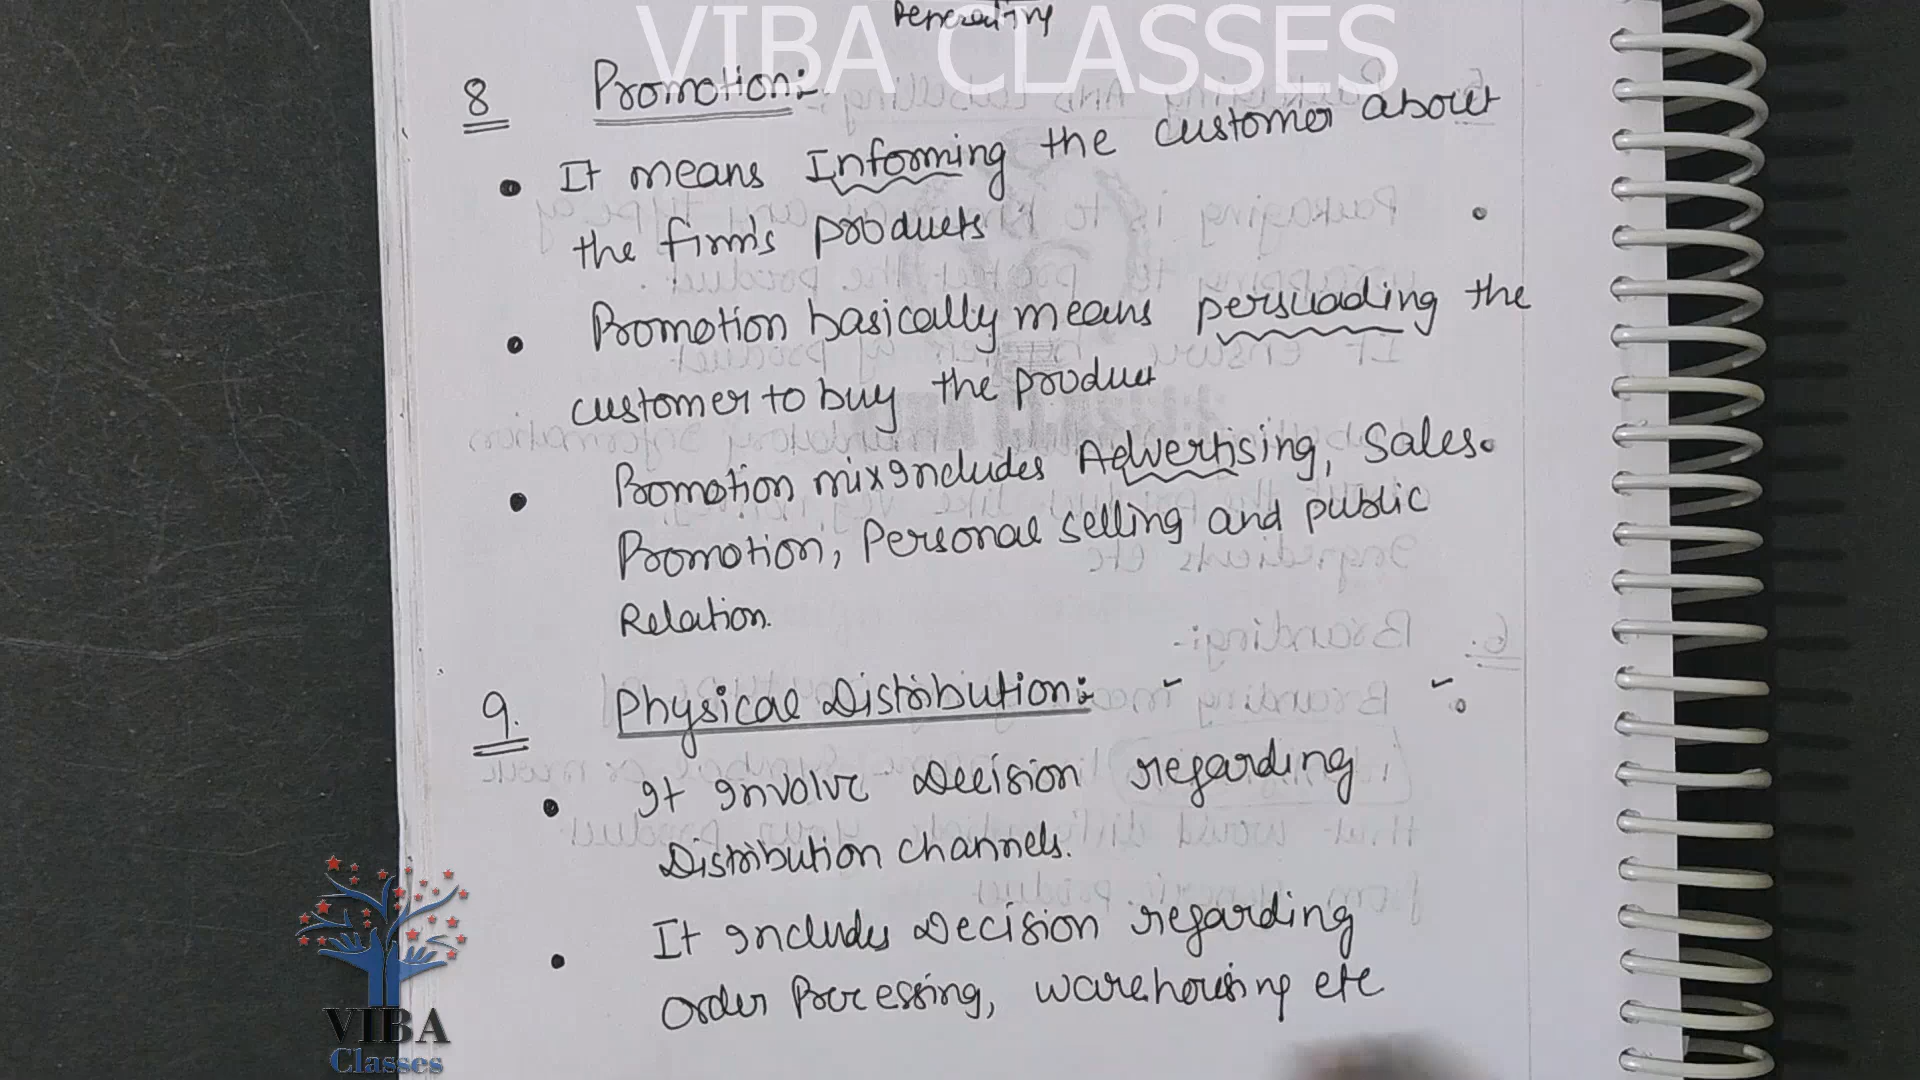 VIBA CLASSES
8 Promotion:-
• It means Informing the customer about
the firm's products
• Promotion basically means persuading the
customer to buy the product
• Promotion mix includes Advertising, Sales
Promotion, Personal selling and public
Relation.
9. Physical Distribution:-
• It involve Decision regarding
Distribution channels.
• It includes Decision regarding
order Processing, warehousing etc
VIBA
Classes